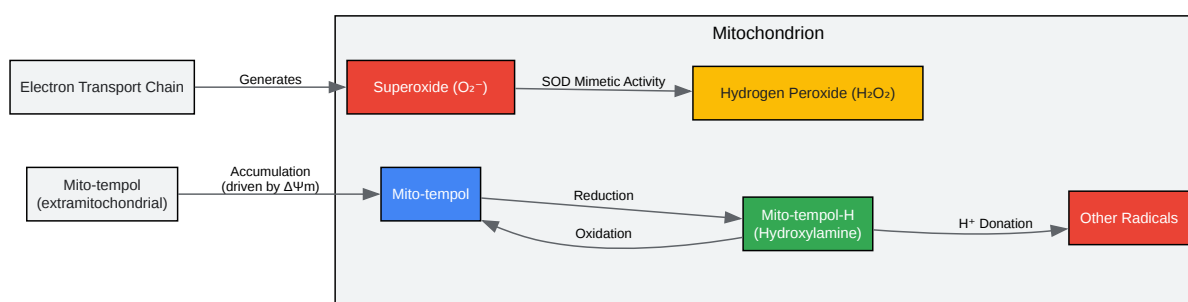 Mitochondrion
Electron Transport Chain
Generates
Superoxide (O₂⁻)
SOD Mimetic Activity
Hydrogen Peroxide (H₂O₂)
Mito-tempol
(extramitochondrial)
Accumulation
(driven by ΔΨm)
Mito-tempol
Reduction
Oxidation
Mito-tempol-H
(Hydroxylamine)
H⁺ Donation
Other Radicals